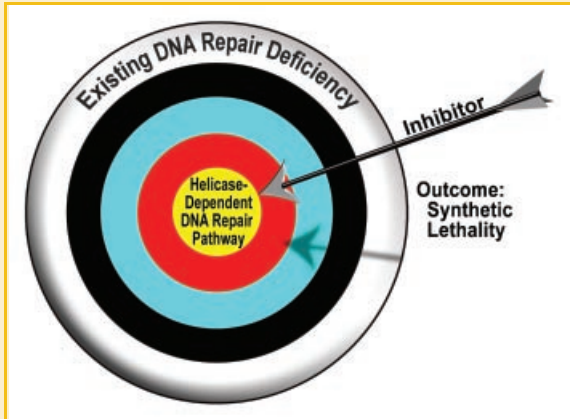 Existing DNA Repair Deficiency
Inhibitor
Helicase-
Dependent
DNA Repair
Pathway
Outcome:
Synthetic
Lethality